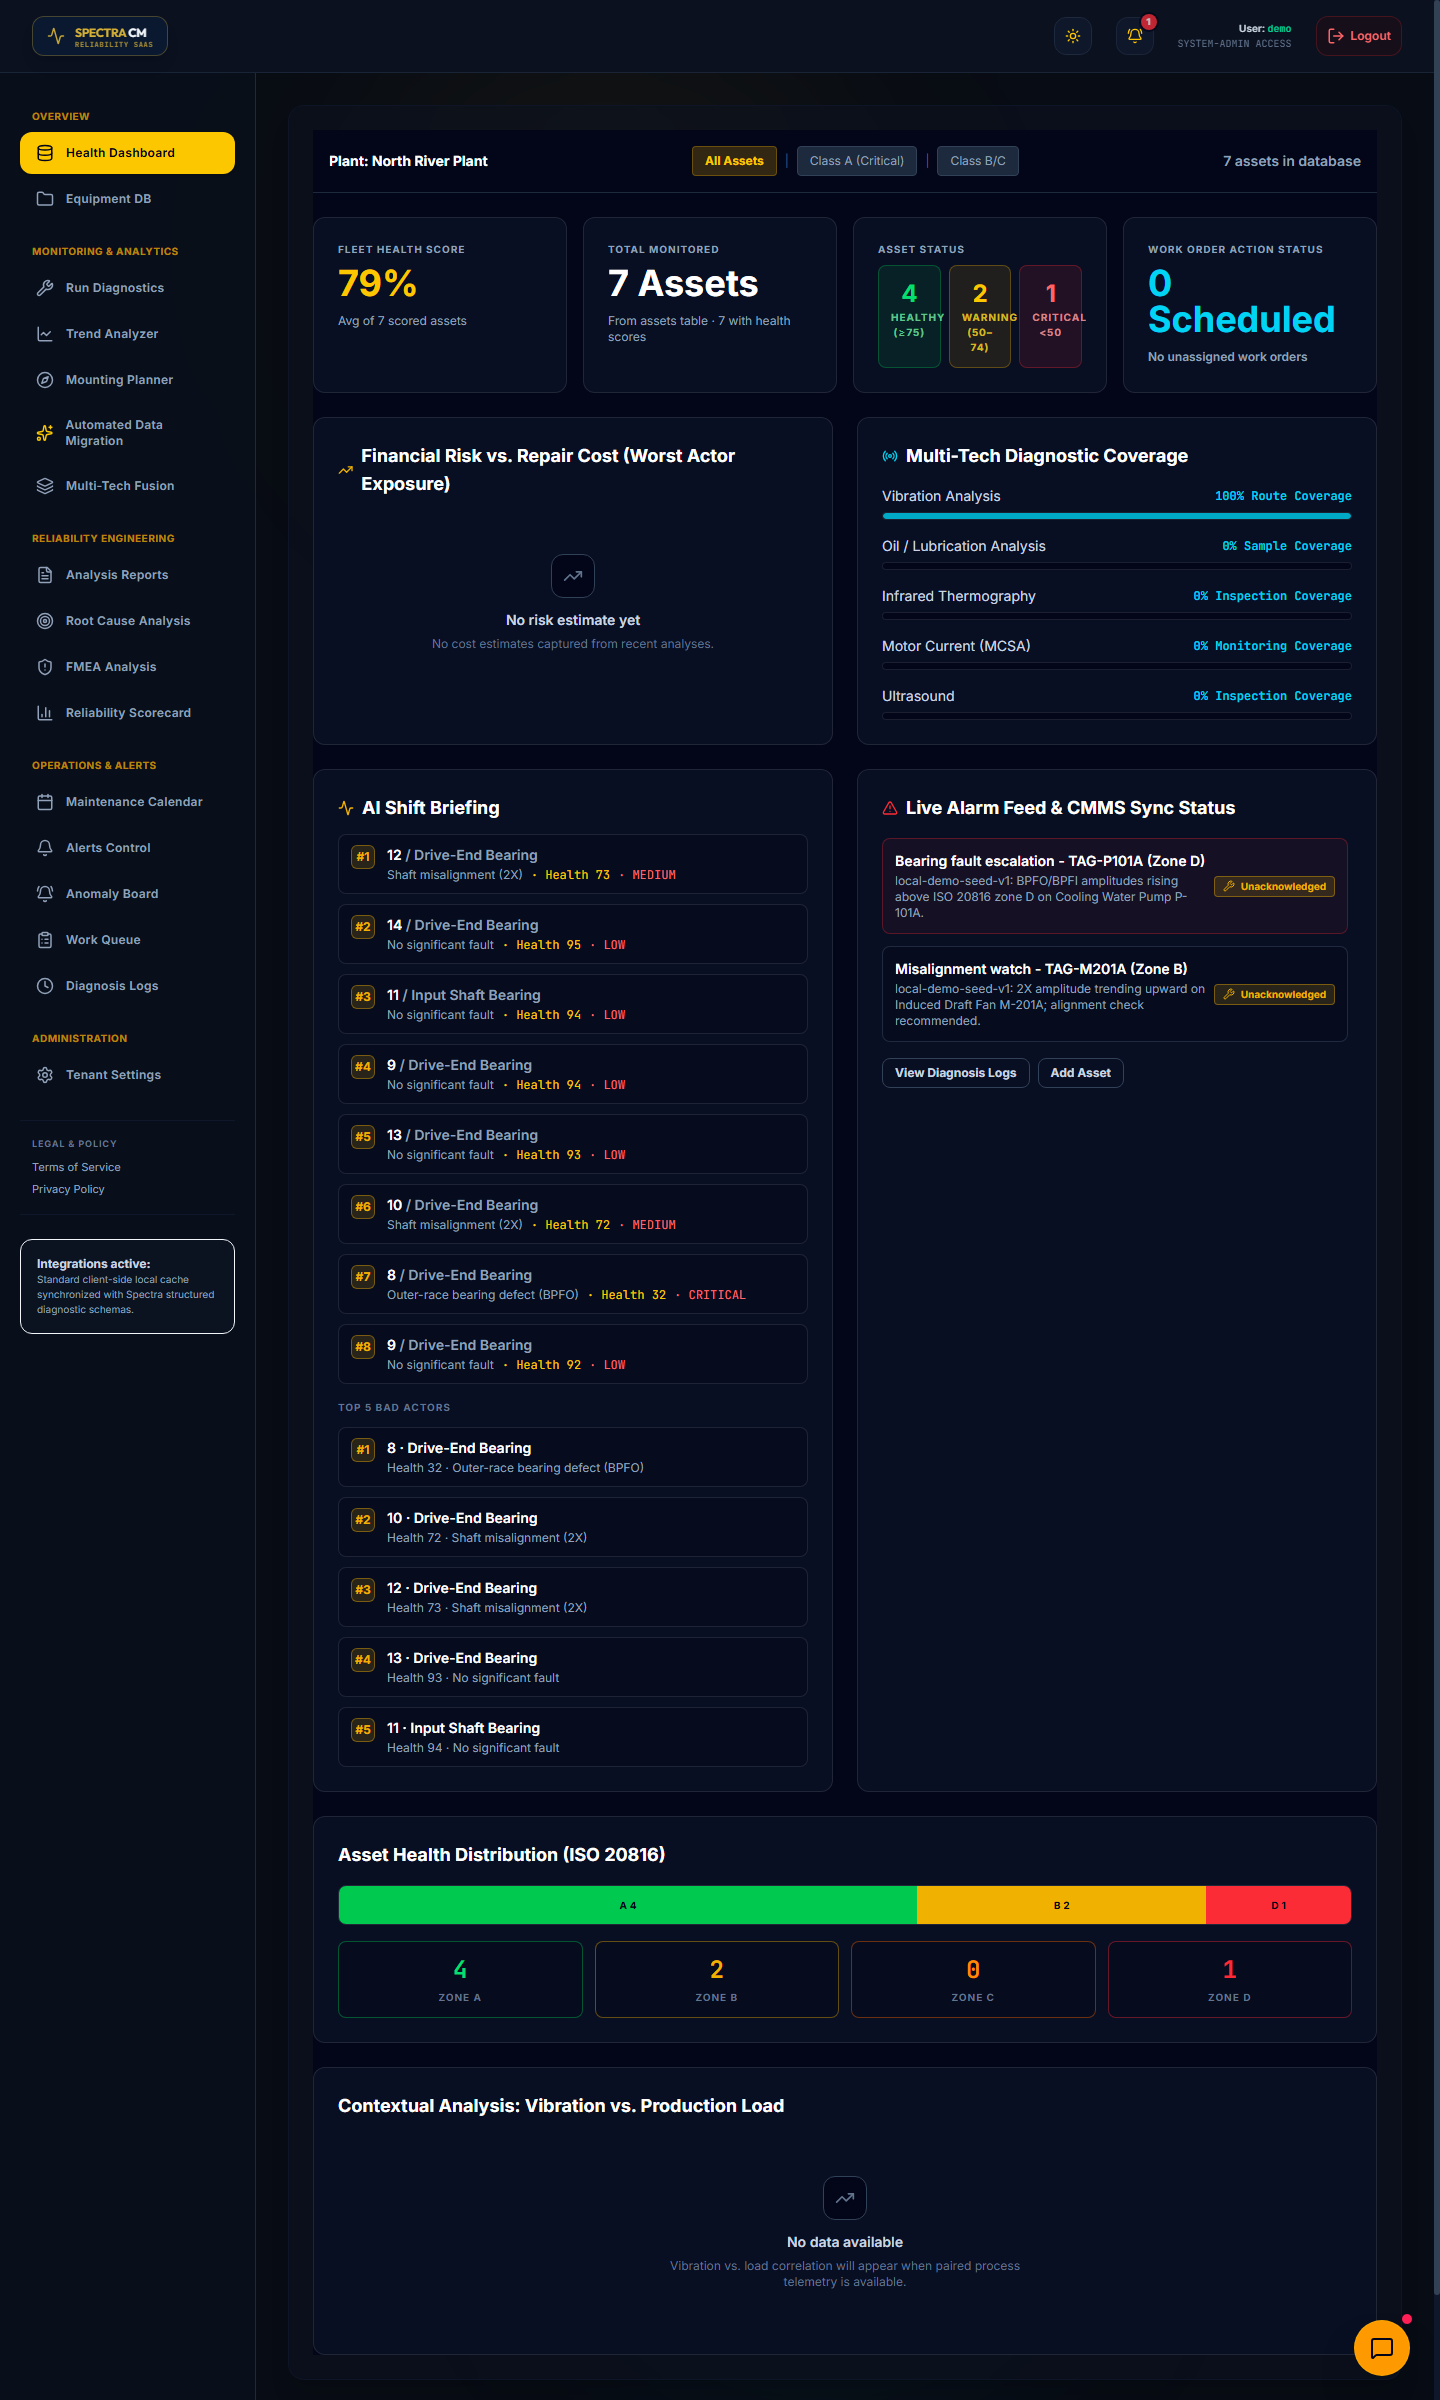 SPECTRA CM
RELIABILITY SAAS
1
User: demo
SYSTEM-ADMIN ACCESS
Logout
OVERVIEW
Health Dashboard
Equipment DB
MONITORING & ANALYTICS
Run Diagnostics
Trend Analyzer
Mounting Planner
Automated Data
Migration
Multi-Tech Fusion
RELIABILITY ENGINEERING
Analysis Reports
Root Cause Analysis
FMEA Analysis
Reliability Scorecard
OPERATIONS & ALERTS
Maintenance Calendar
Alerts Control
Anomaly Board
Work Queue
Diagnosis Logs
ADMINISTRATION
Tenant Settings
LEGAL & POLICY
Terms of Service
Privacy Policy
Integrations active:
Standard client-side local cache
synchronized with Spectra structured
diagnostic schemas.
Plant: North River Plant
All Assets | Class A (Critical) | Class B/C
7 assets in database
FLEET HEALTH SCORE
79%
Avg of 7 scored assets
TOTAL MONITORED
7 Assets
From assets table · 7 with health
scores
ASSET STATUS
4
HEALTHY
(≥75)
2
WARNING
(50–
74)
1
CRITICAL
<50
WORK ORDER ACTION STATUS
0
Scheduled
No unassigned work orders
Financial Risk vs. Repair Cost (Worst Actor
Exposure)
No risk estimate yet
No cost estimates captured from recent analyses.
Multi-Tech Diagnostic Coverage
Vibration Analysis 100% Route Coverage
Oil / Lubrication Analysis 0% Sample Coverage
Infrared Thermography 0% Inspection Coverage
Motor Current (MCSA) 0% Monitoring Coverage
Ultrasound 0% Inspection Coverage
AI Shift Briefing
#1 12 / Drive-End Bearing
Shaft misalignment (2X) · Health 73 · MEDIUM
#2 14 / Drive-End Bearing
No significant fault · Health 95 · LOW
#3 11 / Input Shaft Bearing
No significant fault · Health 94 · LOW
#4 9 / Drive-End Bearing
No significant fault · Health 94 · LOW
#5 13 / Drive-End Bearing
No significant fault · Health 93 · LOW
#6 10 / Drive-End Bearing
Shaft misalignment (2X) · Health 72 · MEDIUM
#7 8 / Drive-End Bearing
Outer-race bearing defect (BPFO) · Health 32 · CRITICAL
#8 9 / Drive-End Bearing
No significant fault · Health 92 · LOW
TOP 5 BAD ACTORS
#1 8 · Drive-End Bearing
Health 32 · Outer-race bearing defect (BPFO)
#2 10 · Drive-End Bearing
Health 72 · Shaft misalignment (2X)
#3 12 · Drive-End Bearing
Health 73 · Shaft misalignment (2X)
#4 13 · Drive-End Bearing
Health 93 · No significant fault
#5 11 · Input Shaft Bearing
Health 94 · No significant fault
Live Alarm Feed & CMMS Sync Status
Bearing fault escalation - TAG-P101A (Zone D)
local-demo-seed-v1: BPFO/BPFI amplitudes rising
above ISO 20816 zone D on Cooling Water Pump P-
101A.
Unacknowledged
Misalignment watch - TAG-M201A (Zone B)
local-demo-seed-v1: 2X amplitude trending upward on
Induced Draft Fan M-201A; alignment check
recommended.
Unacknowledged
View Diagnosis Logs
Add Asset
Asset Health Distribution (ISO 20816)
A 4 B 2 D 1
4
ZONE A
2
ZONE B
0
ZONE C
1
ZONE D
Contextual Analysis: Vibration vs. Production Load
No data available
Vibration vs. load correlation will appear when paired process
telemetry is available.